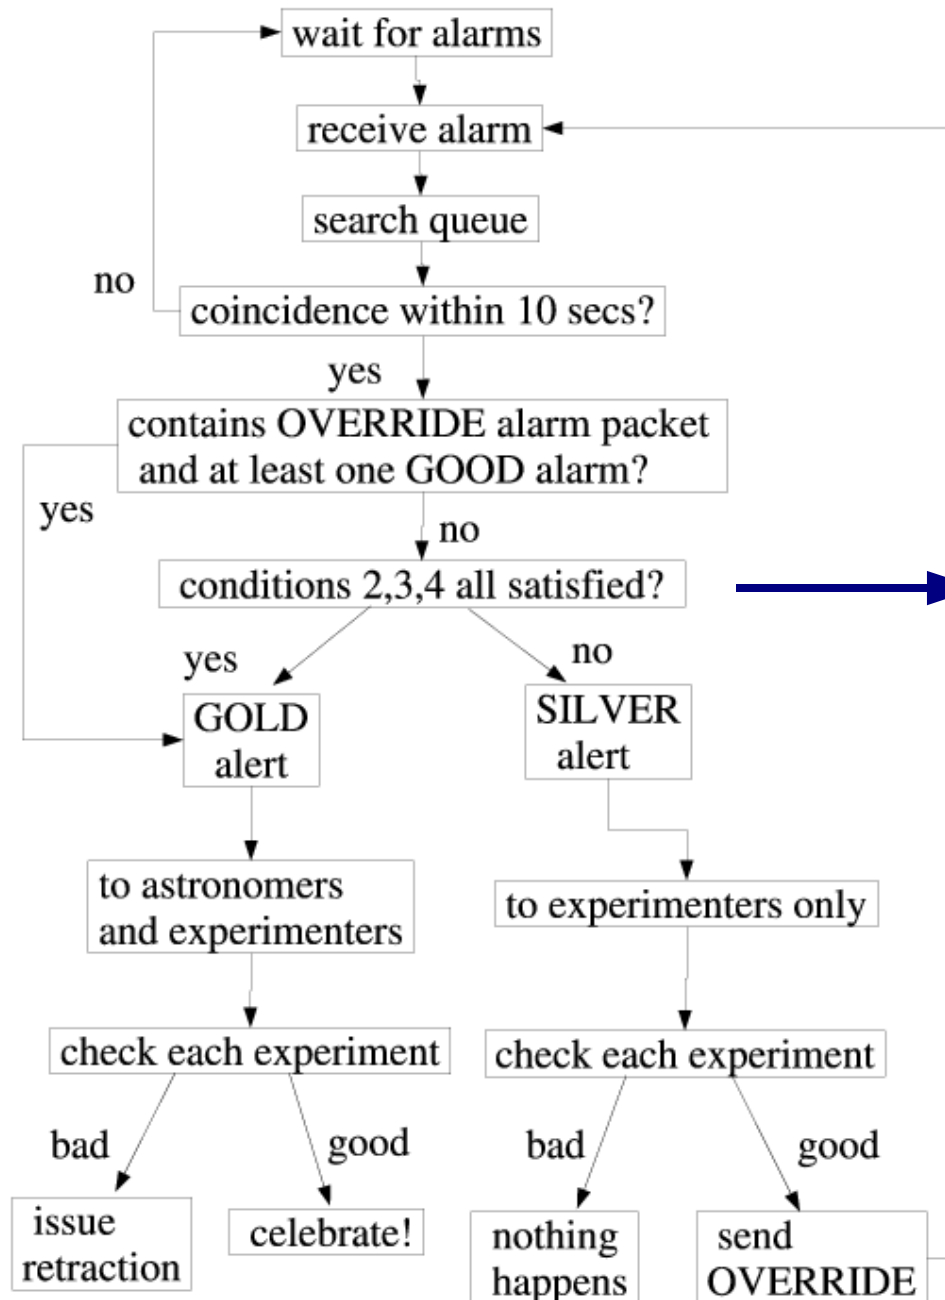 wait for alarms
receive alarm
search queue
no
coincidence within 10 secs?
yes
contains OVERRIDE alarm packet
and at least one GOOD alarm?
yes
no
conditions 2,3,4 all satisfied?
yes
no
GOLD
alert
SILVER
alert
to astronomers
and experimenters
to experimenters only
check each experiment
check each experiment
bad
good
bad
good
issue
retraction
celebrate!
nothing
happens
send
OVERRIDE